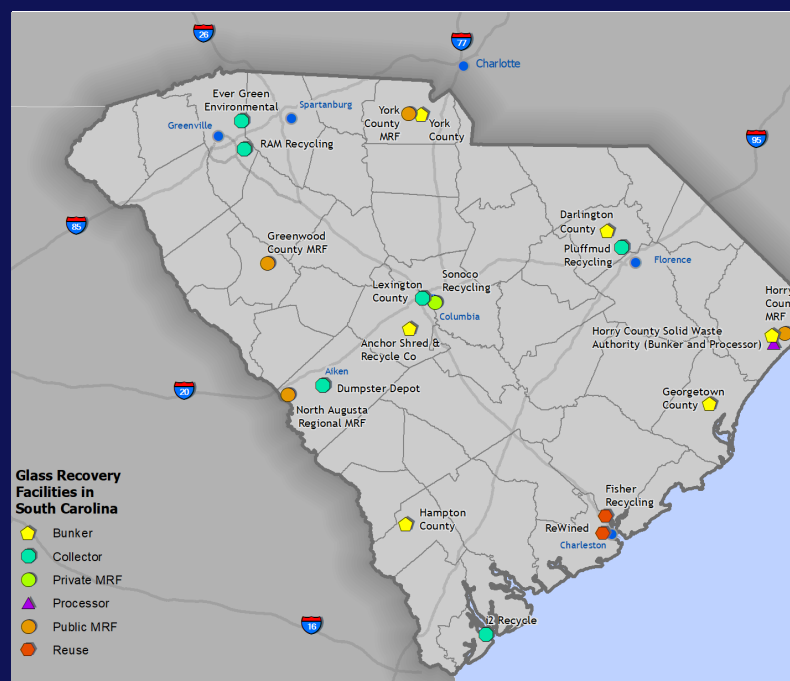 26
77
Charlotte
Ever Green
Environmental
Spartanburg
Greenville
York
County
MRF
York
County
RAM Recycling
95
85
Darlington
County
Pluffmud
Recycling
Florence
Greenwood
County MRF
Lexington
County
Sonoco
Recycling
Columbia
Horry
Coun
MRF
Horry County Solid Waste
Authority (Bunker and Processor)
Anchor Shred &
Recycle Co
Aiken
Dumpster Depot
20
Georgetown
County
North Augusta
Regional MRF
Glass Recovery
Facilities in
South Carolina
Bunker
Collector
Private MRF
Processor
Public MRF
Reuse
Hampton
County
Fisher
Recycling
ReWined
Charleston
i2 Recycle
16